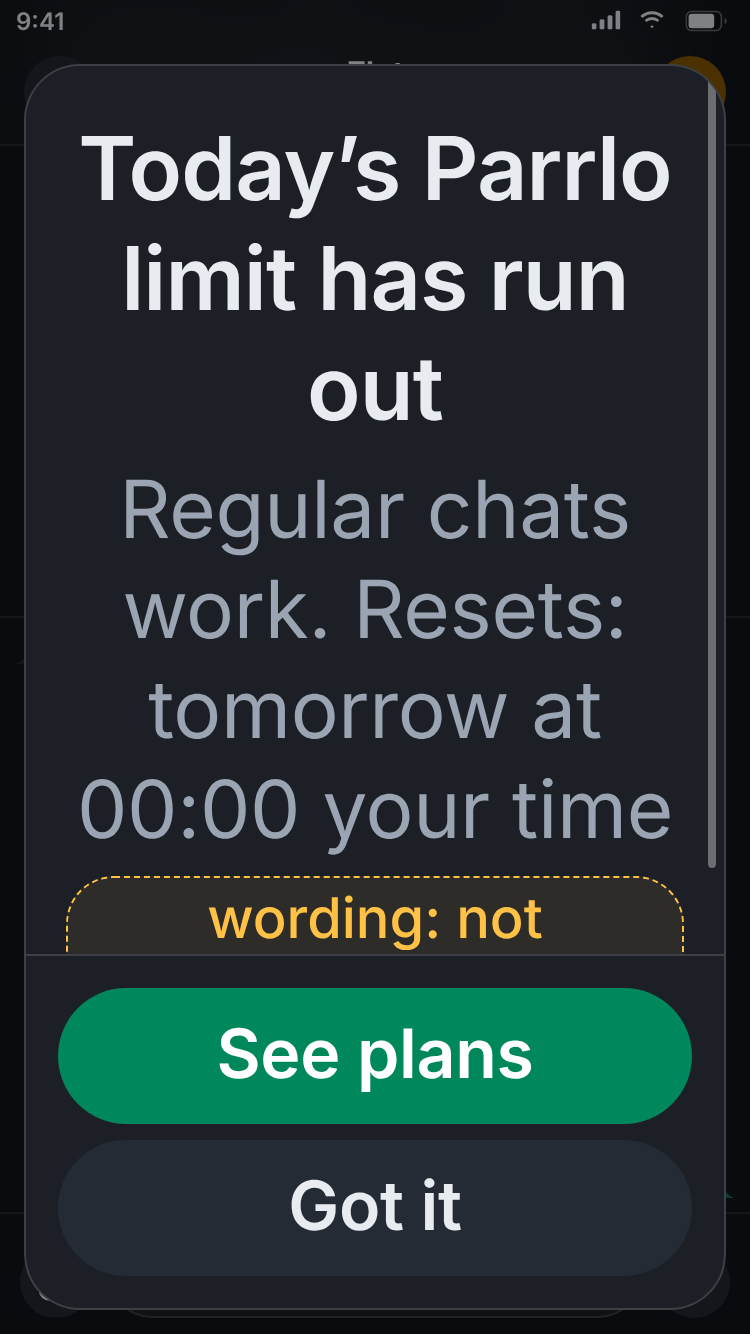 9:41
Today’s Parrlo
limit has run
out
Regular chats
work. Resets:
tomorrow at
00:00 your time
wording: not
See plans
Got it